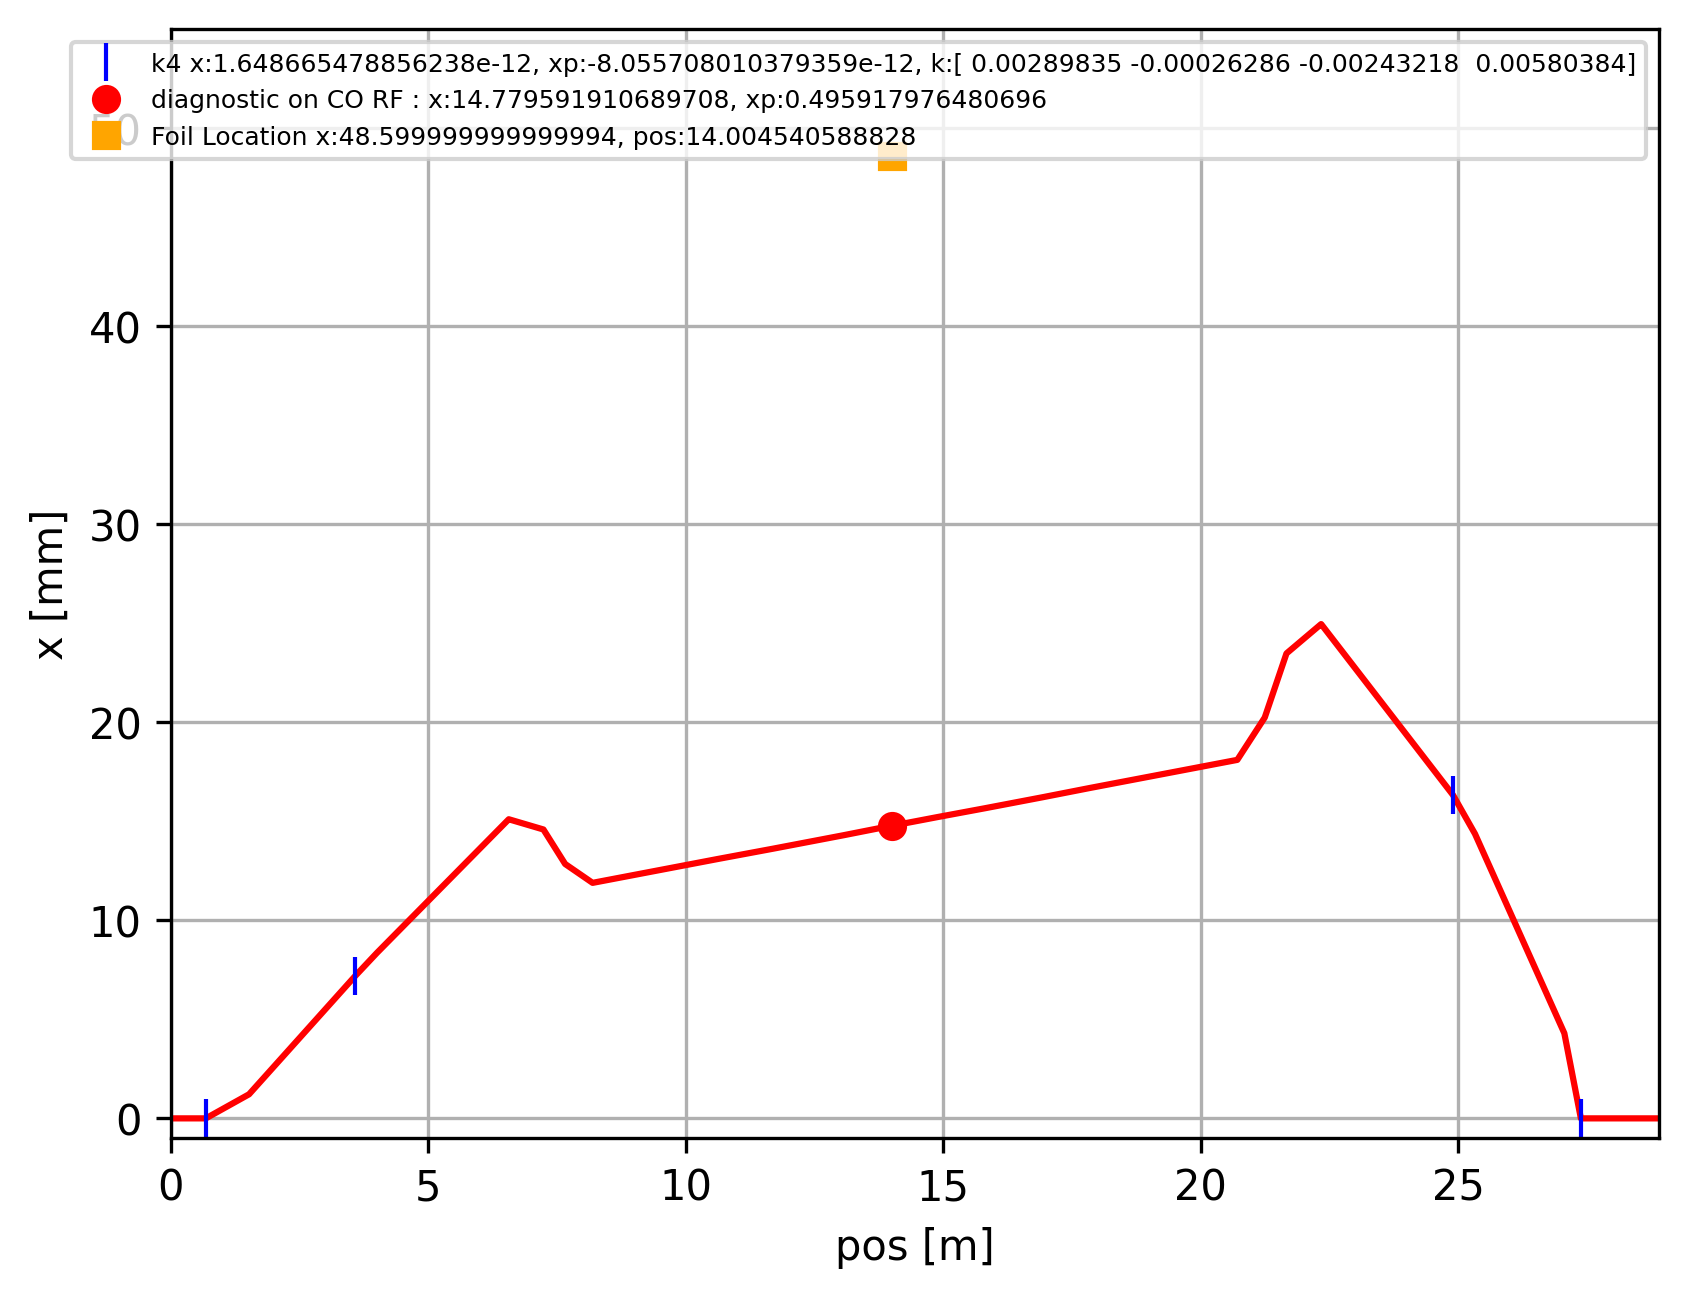 k4 x:1.648665478856238e-12, xp:-8.055708010379359e-12, k:[ 0.00289835 -0.00026286 -0.00243218  0.00580384]
diagnostic on CO RF : x:14.779591910689708, xp:0.495917976480696
Foil Location x:48.599999999999994, pos:14.004540588828
50
40
30
20
10
0
x [mm]
0 5 10 15 20 25
pos [m]